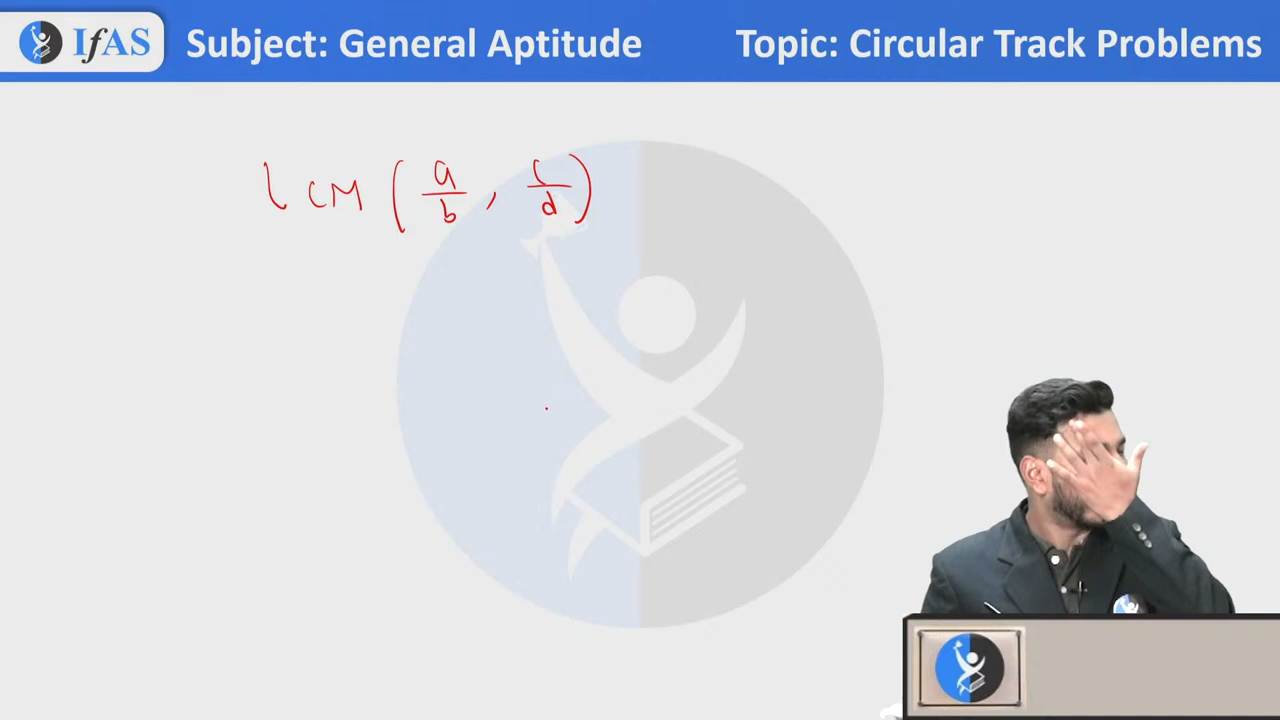 IfAS Subject: General Aptitude Topic: Circular Track Problems
LCM (a/b, c/d)